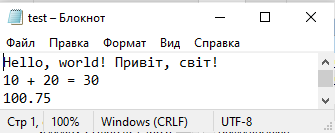 test – Блокнот
Файл Правка Формат Вид Справка
Hello, world! Привіт, світ!
10 + 20 = 30
100.75
Стр 1, 100% Windows (CRLF) UTF-8